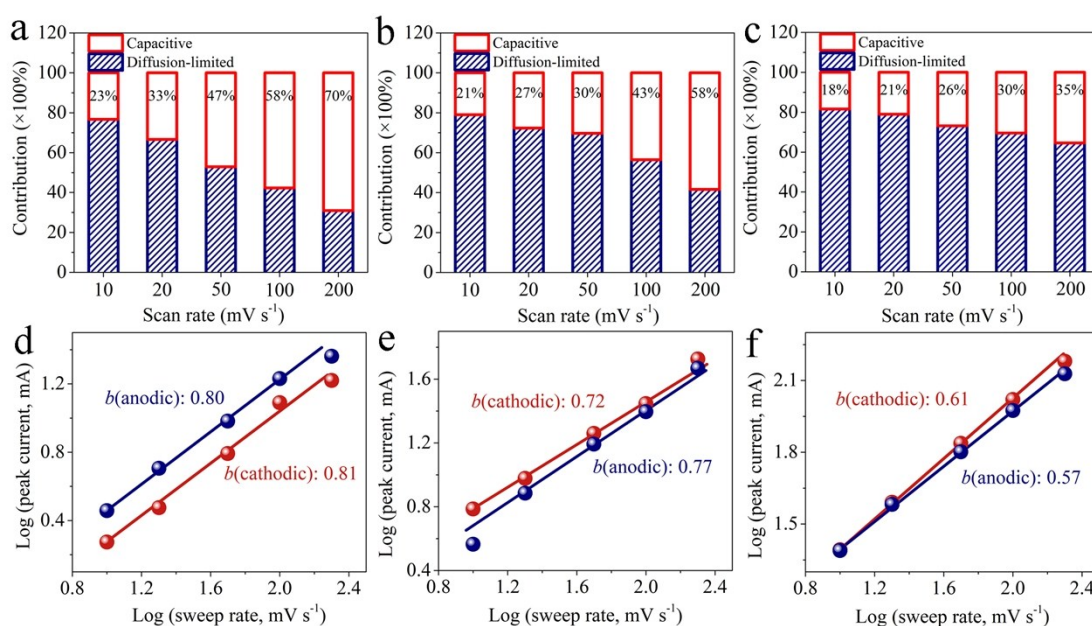 a
120
100
80
60
40
20
0
Contribution (×100%)
Capacitive
Diffusion-limited
23%
33%
47%
58%
70%
10
20
50
100
200
Scan rate (mV s⁻¹)
b
120
100
80
60
40
20
0
Contribution (×100%)
Capacitive
Diffusion-limited
21%
27%
30%
43%
58%
10
20
50
100
200
Scan rate (mV s⁻¹)
c
120
100
80
60
40
20
0
Contribution (×100%)
Capacitive
Diffusion-limited
18%
21%
26%
30%
35%
10
20
50
100
200
Scan rate (mV s⁻¹)
d
1.2
0.8
0.4
Log (peak current, mA)
b(anodic): 0.80
b(cathodic): 0.81
0.8
1.2
1.6
2.0
2.4
Log (sweep rate, mV s⁻¹)
e
1.6
1.2
0.8
0.4
Log (peak current, mA)
b(cathodic): 0.72
b(anodic): 0.77
0.8
1.2
1.6
2.0
2.4
Log (sweep rate, mV s⁻¹)
f
2.1
1.8
1.5
Log (peak current, mA)
b(cathodic): 0.61
b(anodic): 0.57
0.8
1.2
1.6
2.0
2.4
Log (sweep rate, mV s⁻¹)